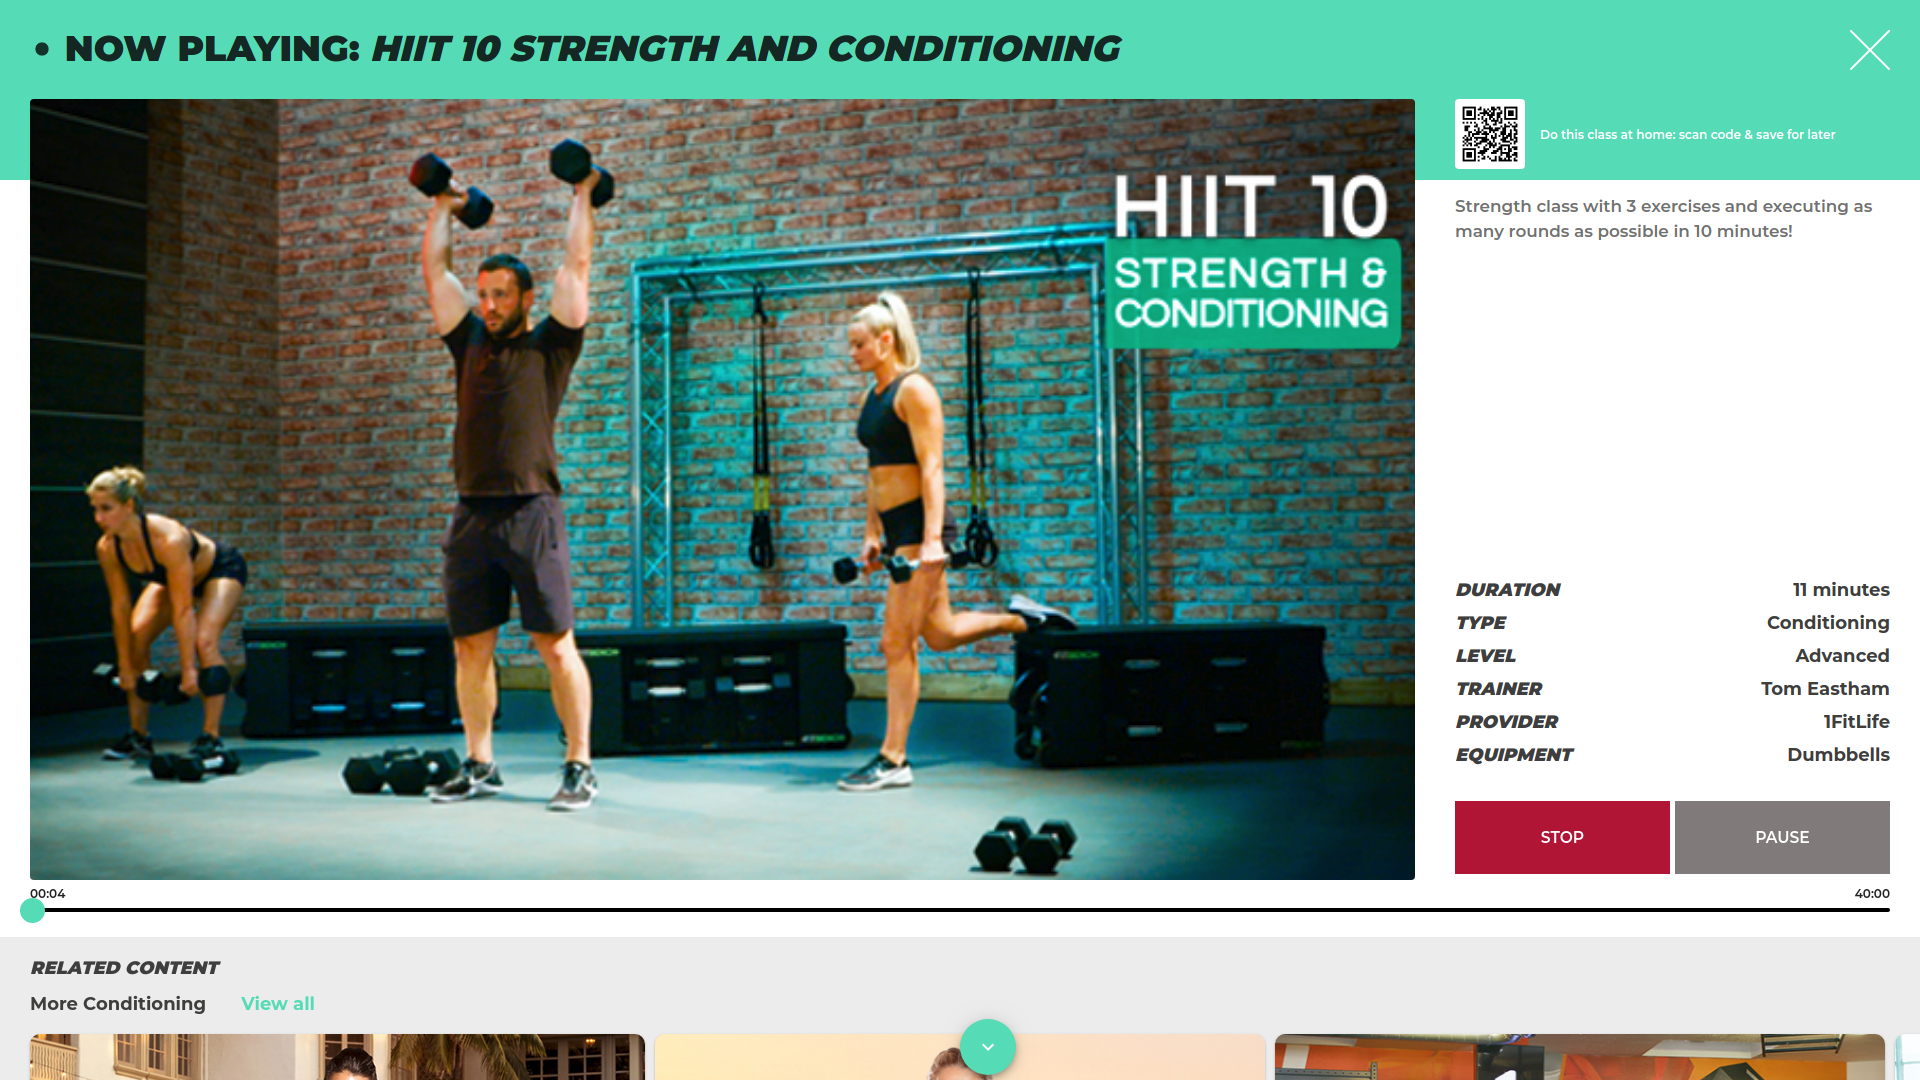 • NOW PLAYING: HIIT 10 STRENGTH AND CONDITIONING
Do this class at home: scan code & save for later
HIIT 10
STRENGTH &
CONDITIONING
Strength class with 3 exercises and executing as
many rounds as possible in 10 minutes!
DURATION 11 minutes
TYPE Conditioning
LEVEL Advanced
TRAINER Tom Eastham
PROVIDER 1FitLife
EQUIPMENT Dumbbells
STOP PAUSE
00:04 40:00
RELATED CONTENT
More Conditioning View all